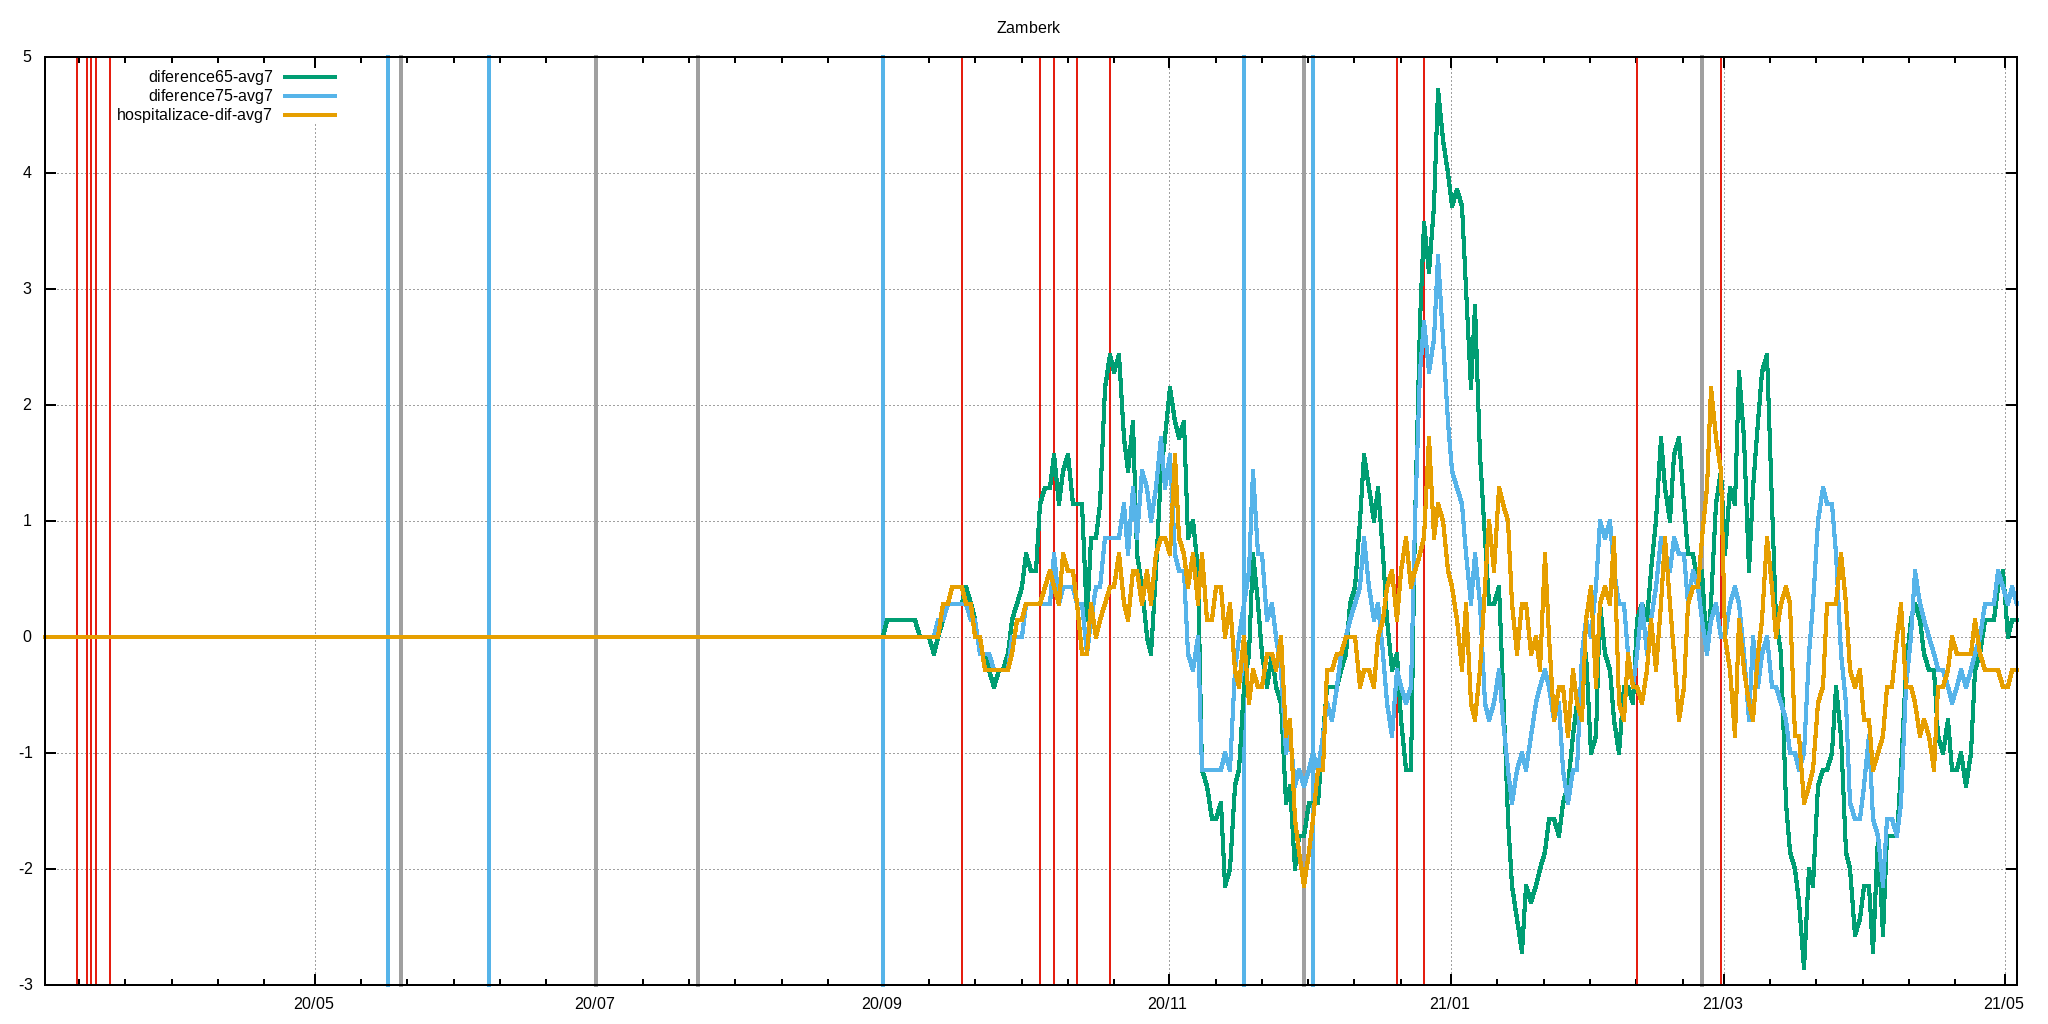 Zamberk
5
diference65-avg7
diference75-avg7
hospitalizace-dif-avg7
4
3
2
1
0
-1
-2
-3
20/05 20/07 20/09 20/11 21/01 21/03 21/05